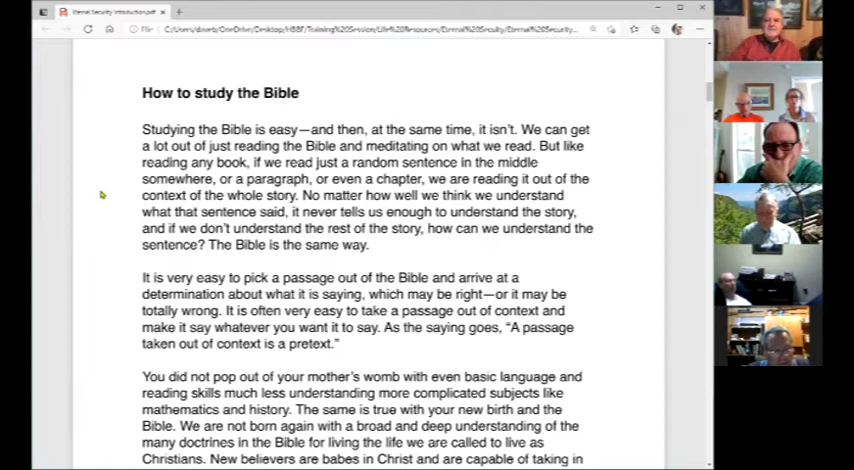 Eternal Security Introduction.pdf
File
How to study the Bible
Studying the Bible is easy—and then, at the same time, it isn't. We can get
a lot out of just reading the Bible and meditating on what we read. But like
reading any book, if we read just a random sentence in the middle
somewhere, or a paragraph, or even a chapter, we are reading it out of the
context of the whole story. No matter how well we think we understand
what that sentence said, it never tells us enough to understand the story,
and if we don't understand the rest of the story, how can we understand the
sentence? The Bible is the same way.
It is very easy to pick a passage out of the Bible and arrive at a
determination about what it is saying, which may be right—or it may be
totally wrong. It is often very easy to take a passage out of context and
make it say whatever you want it to say. As the saying goes, “A passage
taken out of context is a pretext.”
You did not pop out of your mother's womb with even basic language and
reading skills much less understanding more complicated subjects like
mathematics and history. The same is true with your new birth and the
Bible. We are not born again with a broad and deep understanding of the
many doctrines in the Bible for living the life we are called to live as
Christians. New believers are babes in Christ and are capable of taking in